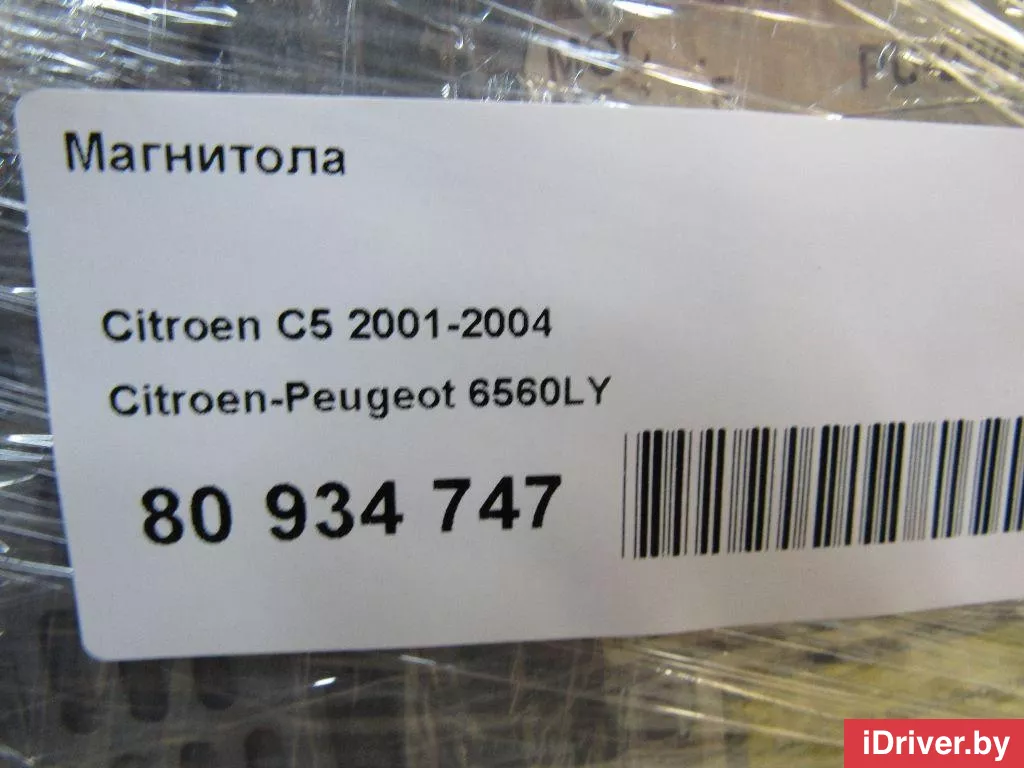 Магнитола
Citroen C5 2001-2004
Citroen-Peugeot 6560LY
80 934 747
iDriver.by